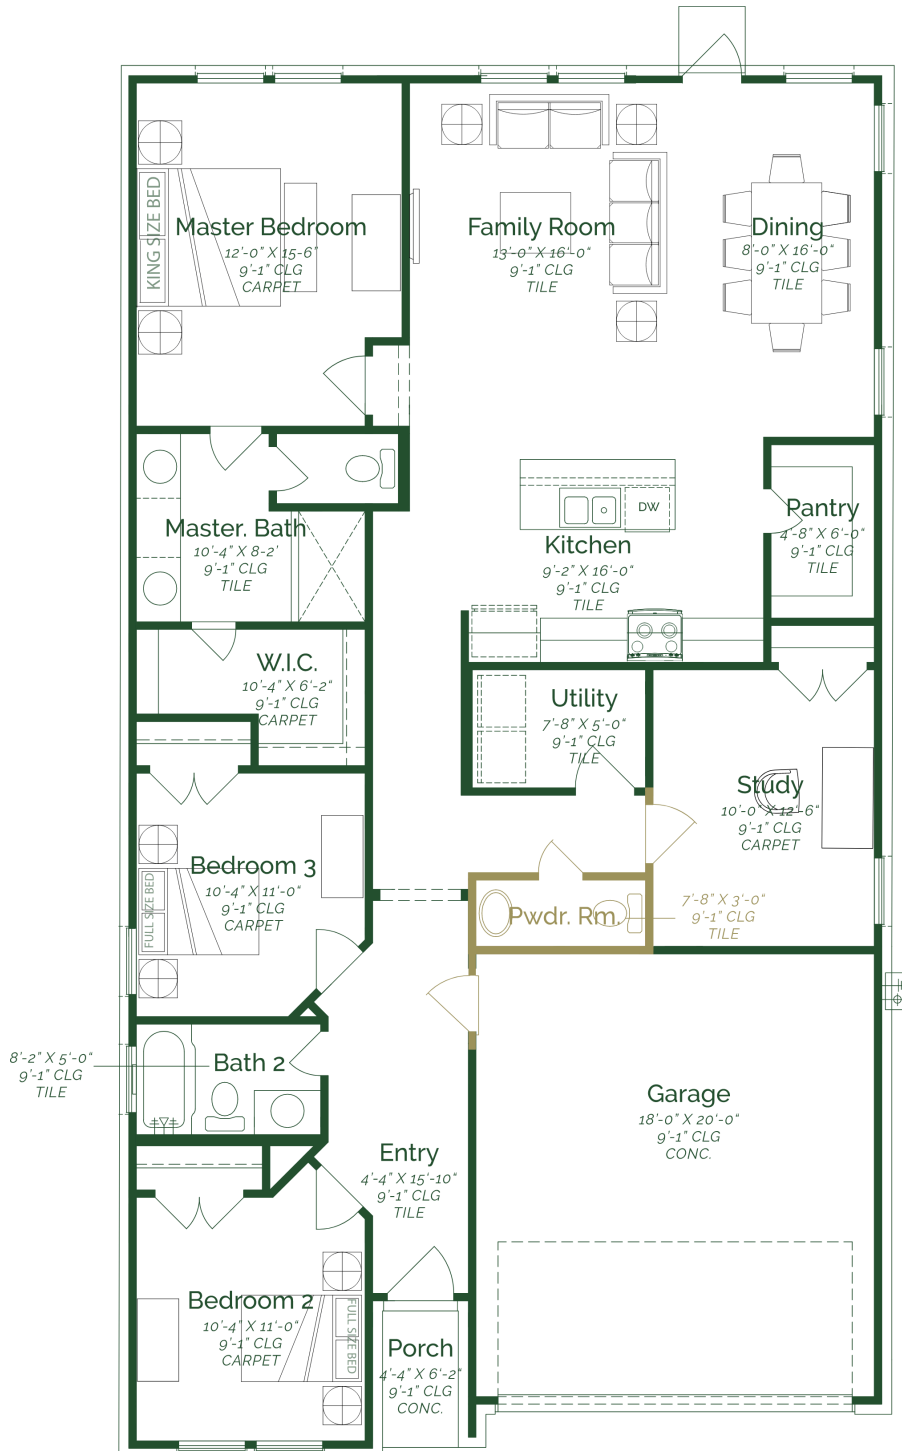 KING SIZE BED
Master Bedroom
12'-0" X 15-6"
9'-1" CLG
CARPET
Family Room
13'-0" X 16'-0"
9'-1" CLG
TILE
Dining
8'-0" X 16'-0"
9'-1" CLG
TILE
Master. Bath
10'-4" X 8-2'
9'-1" CLG
TILE
DW
Kitchen
9'-2" X 16'-0"
9'-1" CLG
TILE
Pantry
4'-8" X 6'-0"
9'-1" CLG
TILE
W.I.C.
10'-4" X 6'-2"
9'-1" CLG
CARPET
Utility
7'-8" X 5'-0"
9'-1" CLG
TILE
Study
10'-0" X 12'-6"
9'-1" CLG
CARPET
FULL SIZE BED
Bedroom 3
10'-4" X 11'-0"
9'-1" CLG
CARPET
Pwdr. Rm.
7'-8" X 3'-0"
9'-1" CLG
TILE
8'-2" X 5'-0"
9'-1" CLG
TILE
Bath 2
Garage
18'-0" X 20'-0"
9'-1" CLG
CONC.
Entry
4'-4" X 15'-10"
9'-1" CLG
TILE
Bedroom 2
10'-4" X 11'-0"
9'-1" CLG
CARPET
FULL SIZE BED
Porch
4'-4" X 6'-2"
9'-1" CLG
CONC.